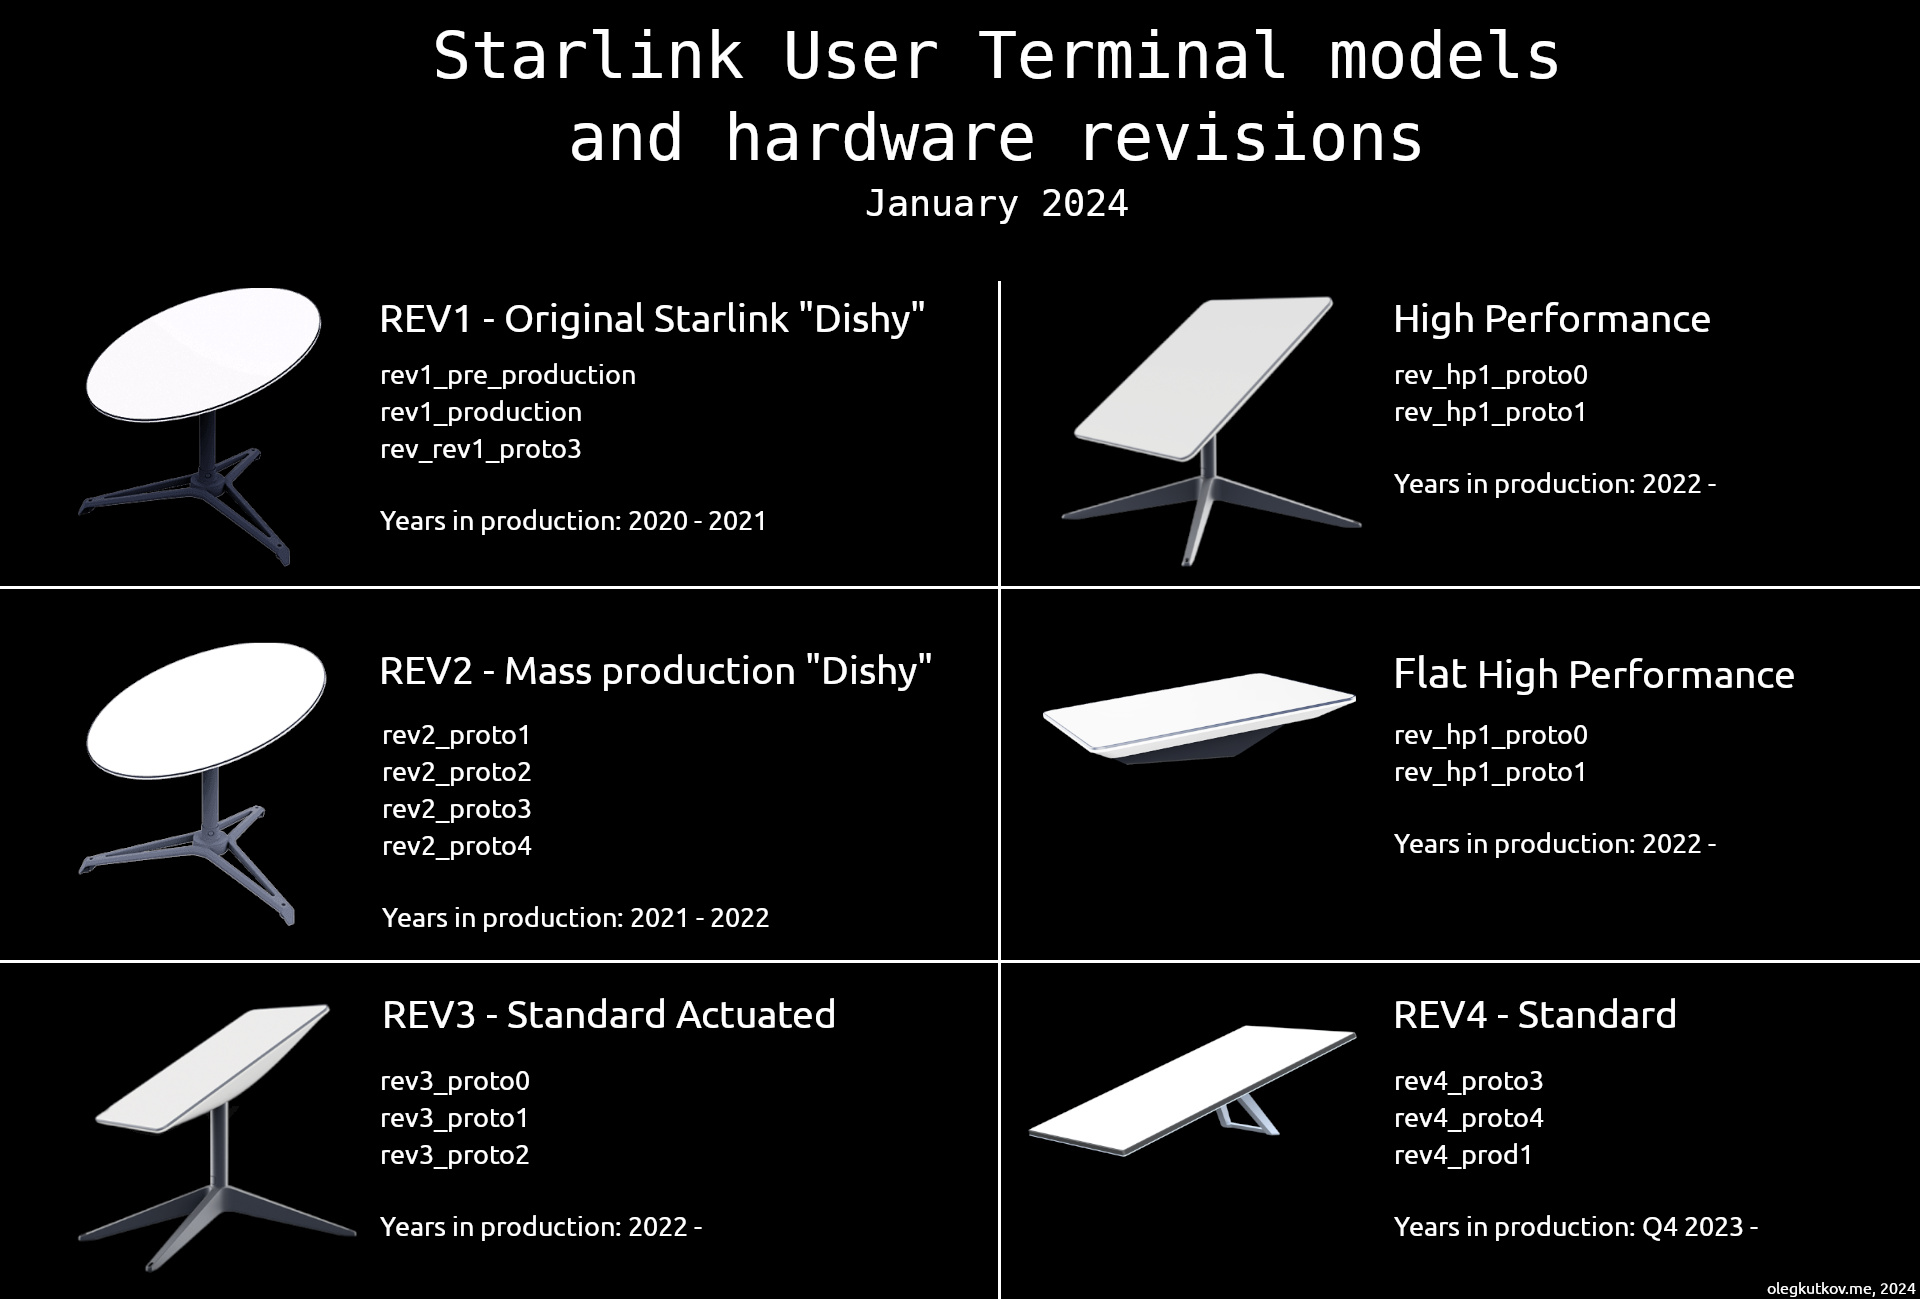 Starlink User Terminal models
and hardware revisions
January 2024
REV1 - Original Starlink "Dishy"
rev1_pre_production
rev1_production
rev_rev1_proto3
Years in production: 2020 - 2021
High Performance
rev_hp1_proto0
rev_hp1_proto1
Years in production: 2022 -
REV2 - Mass production "Dishy"
rev2_proto1
rev2_proto2
rev2_proto3
rev2_proto4
Years in production: 2021 - 2022
Flat High Performance
rev_hp1_proto0
rev_hp1_proto1
Years in production: 2022 -
REV3 - Standard Actuated
rev3_proto0
rev3_proto1
rev3_proto2
Years in production: 2022 -
REV4 - Standard
rev4_proto3
rev4_proto4
rev4_prod1
Years in production: Q4 2023 -
olegkutkov.me, 2024